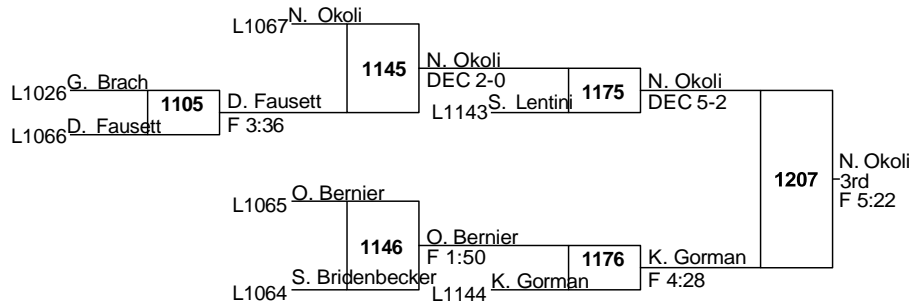 L1067 N. Okoli
1145
N. Okoli
DEC 2-0
N. Okoli
DEC 5-2
L1026 G. Brach
1105
D. Fausett
F 3:36
L1066 D. Fausett
1175
L1143 S. Lentini
1207
N. Okoli
3rd
F 5:22
L1065 O. Bernier
1146
O. Bernier
F 1:50
1176
K. Gorman
F 4:28
L1064 S. Bridenbecker
L1144 K. Gorman